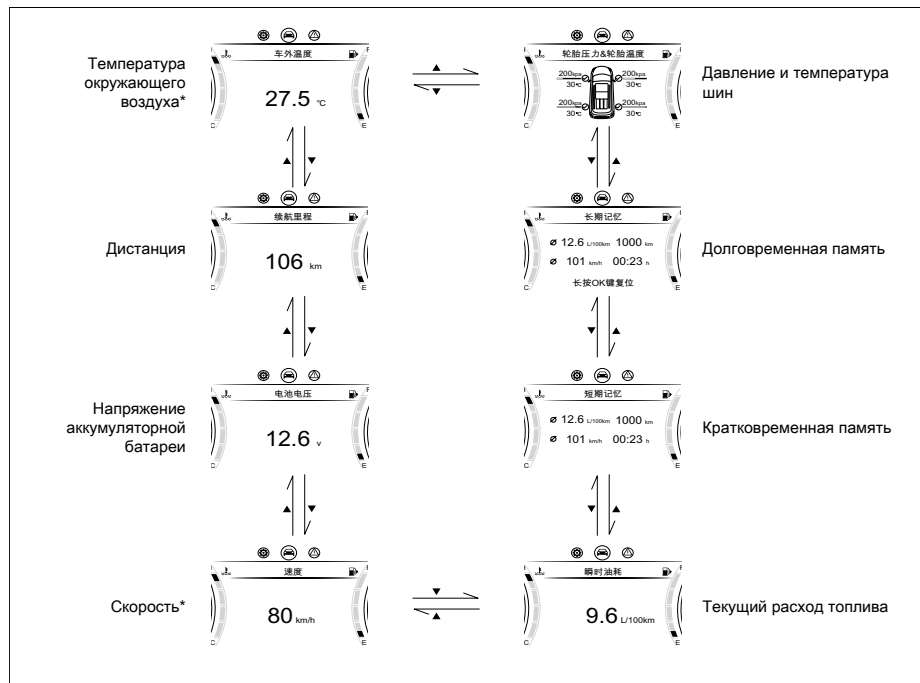 Температура
окружающего
воздуха*
车外温度
27.5 °C
C
E
轮胎压力&轮胎温度
200kpa 200kpa
30°C 30°C
200kpa 200kpa
30°C 30°C
C
E
Давление и температура
шин
Дистанция
续航里程
106 km
C
E
长期记忆
⌀ 12.6 L/100km 1000 km
⌀ 101 km/h 00:23 h
长按OK键复位
C
E
Долговременная память
Напряжение
аккумуляторной
батареи
电池电压
12.6 v
C
E
短期记忆
⌀ 12.6 L/100km 1000 km
⌀ 101 km/h 00:23 h
C
E
Кратковременная память
Скорость*
速度
80 km/h
C
E
瞬时油耗
9.6 L/100km
C
E
Текущий расход топлива